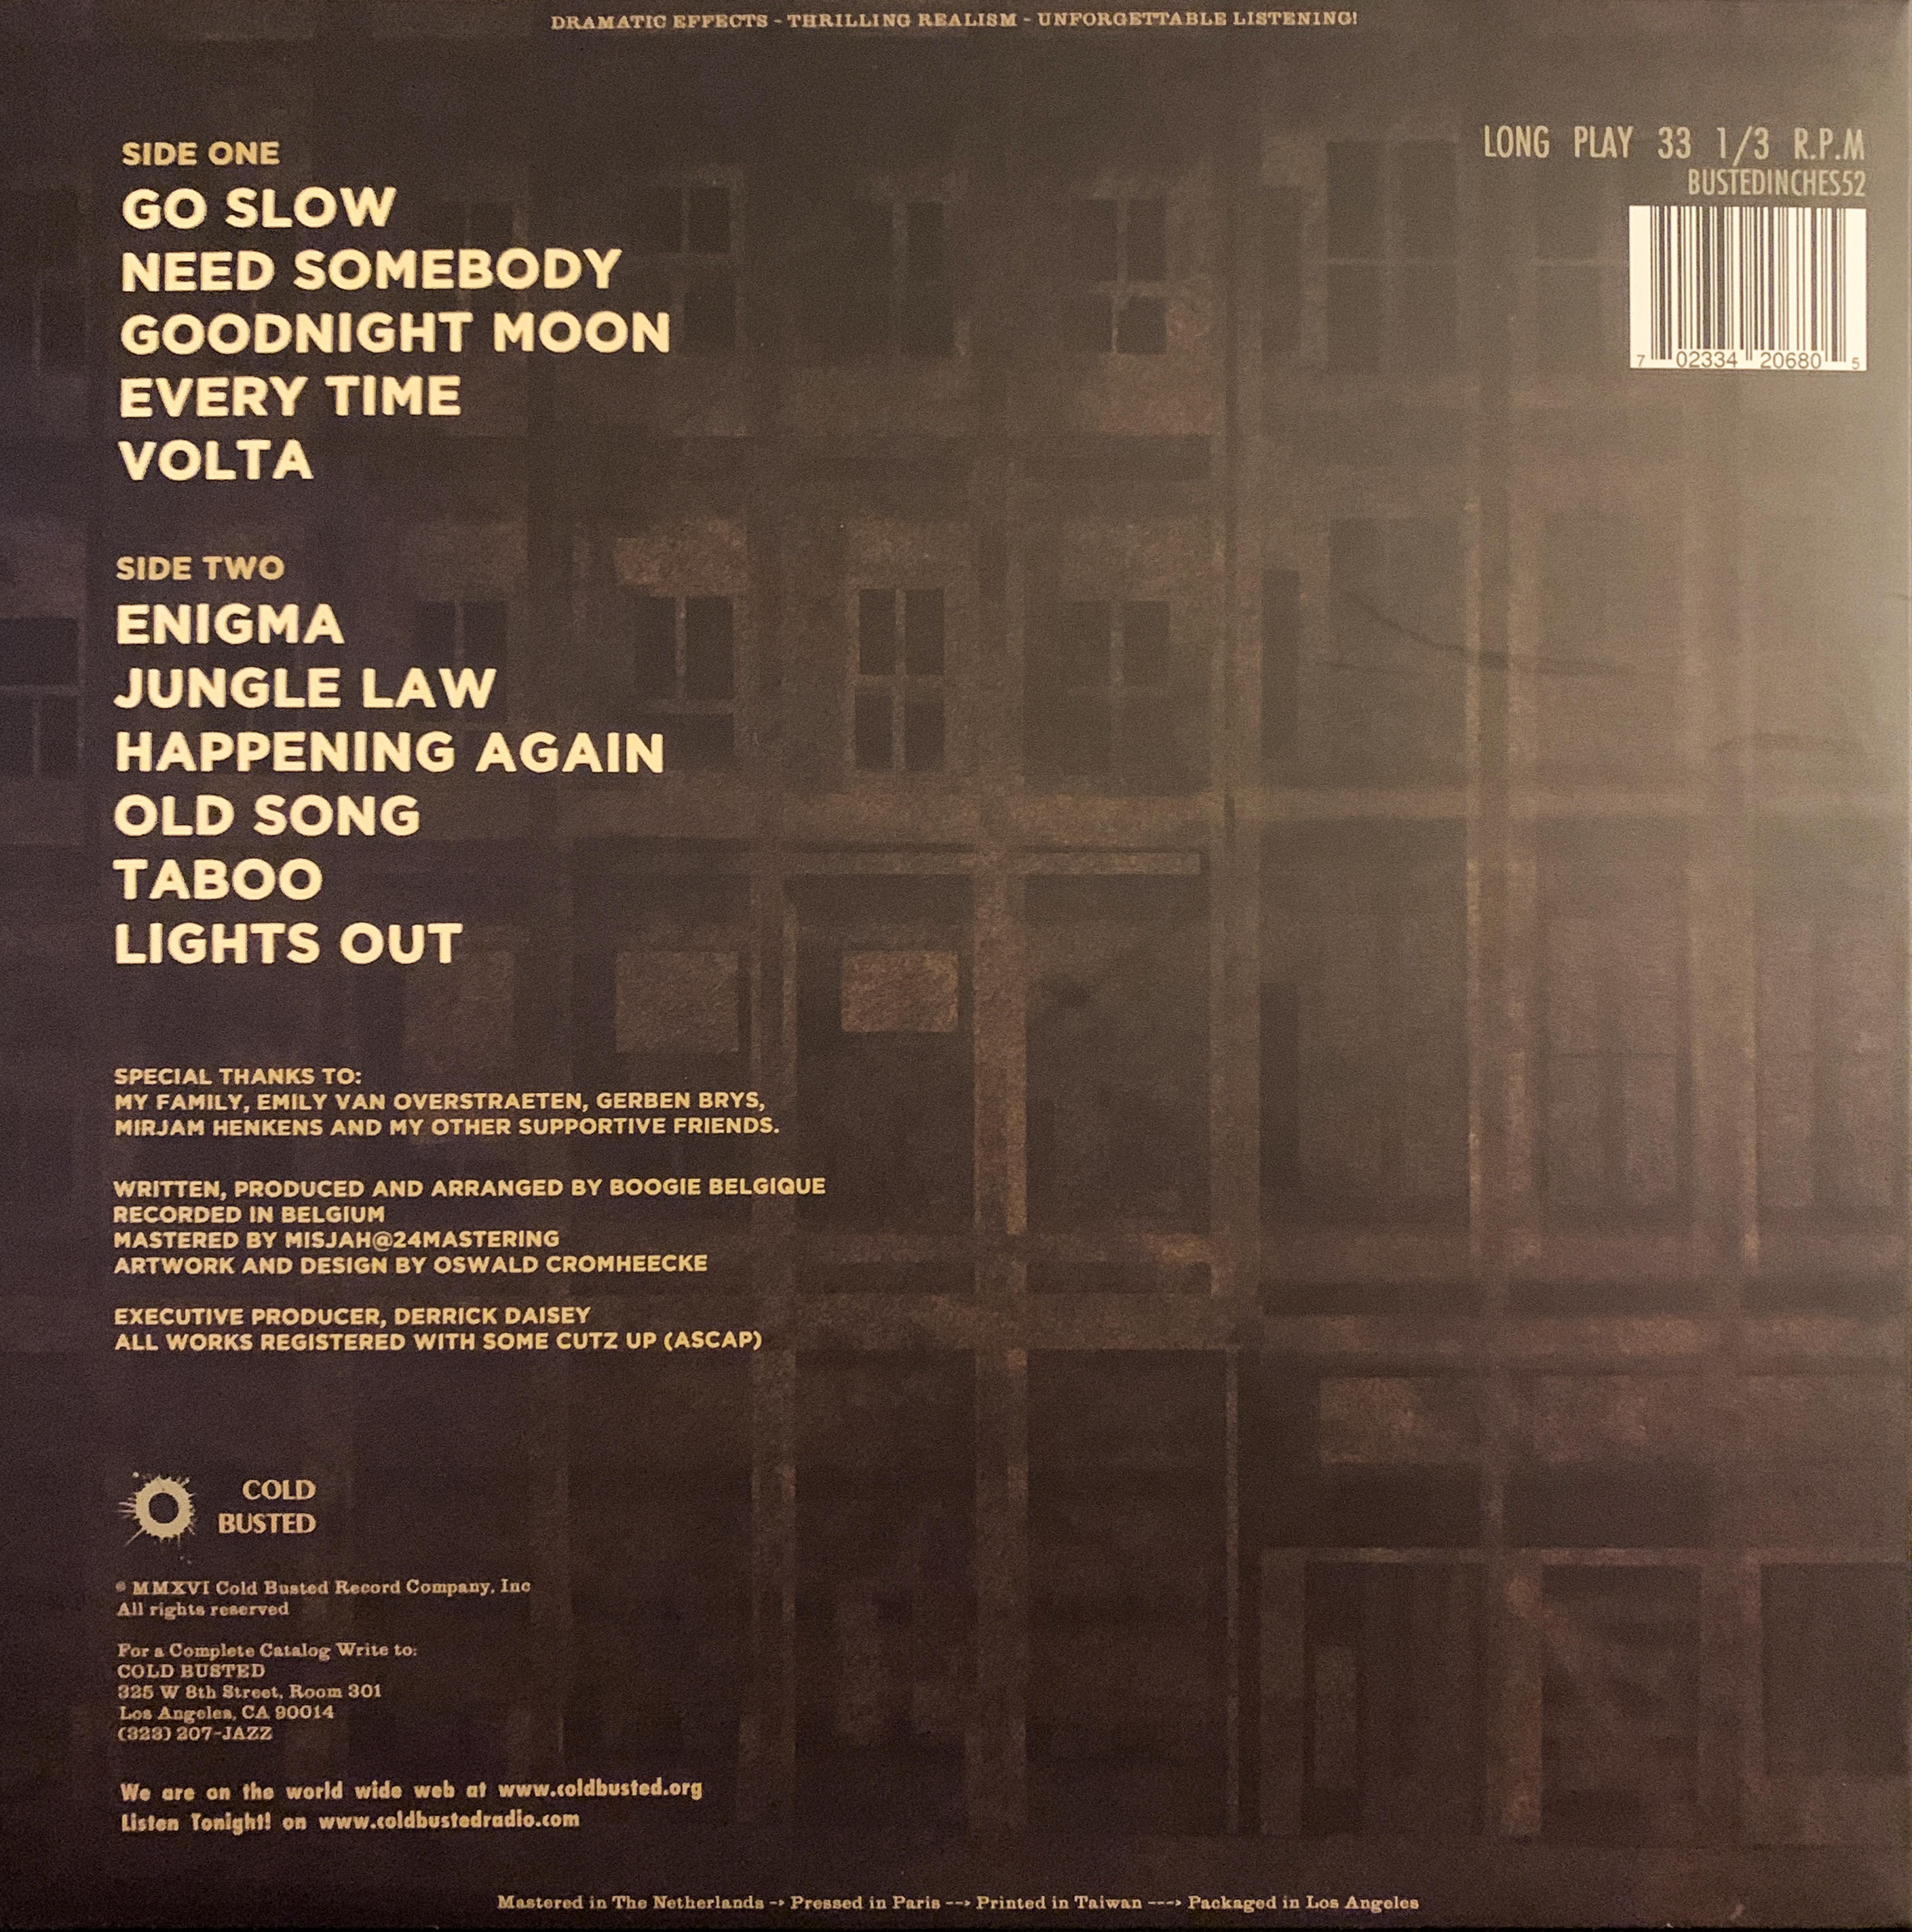 DRAMATIC EFFECTS - THRILLING REALISM - UNFORGETTABLE LISTENING!
LONG PLAY 33 1/3 R.P.M
BUSTEDINCHES52
7 02334 20680 5
SIDE ONE
GO SLOW
NEED SOMEBODY
GOODNIGHT MOON
EVERY TIME
VOLTA
SIDE TWO
ENIGMA
JUNGLE LAW
HAPPENING AGAIN
OLD SONG
TABOO
LIGHTS OUT
SPECIAL THANKS TO:
MY FAMILY, EMILY VAN OVERSTRAETEN, GERBEN BRYS,
MIRJAM HENKENS AND MY OTHER SUPPORTIVE FRIENDS.
WRITTEN, PRODUCED AND ARRANGED BY BOOGIE BELGIQUE
RECORDED IN BELGIUM
MASTERED BY MISJAH@24MASTERING
ARTWORK AND DESIGN BY OSWALD CROMHEECKE
EXECUTIVE PRODUCER, DERRICK DAISEY
ALL WORKS REGISTERED WITH SOME CUTZ UP (ASCAP)
COLD
BUSTED
© MMXVI Cold Busted Record Company, Inc
All rights reserved
For a Complete Catalog Write to:
COLD BUSTED
325 W 8th Street, Room 301
Los Angeles, CA 90014
(323) 207-JAZZ
We are on the world wide web at www.coldbusted.org
Listen Tonight! on www.coldbustedradio.com
Mastered in The Netherlands -> Pressed in Paris --> Printed in Taiwan ---> Packaged in Los Angeles